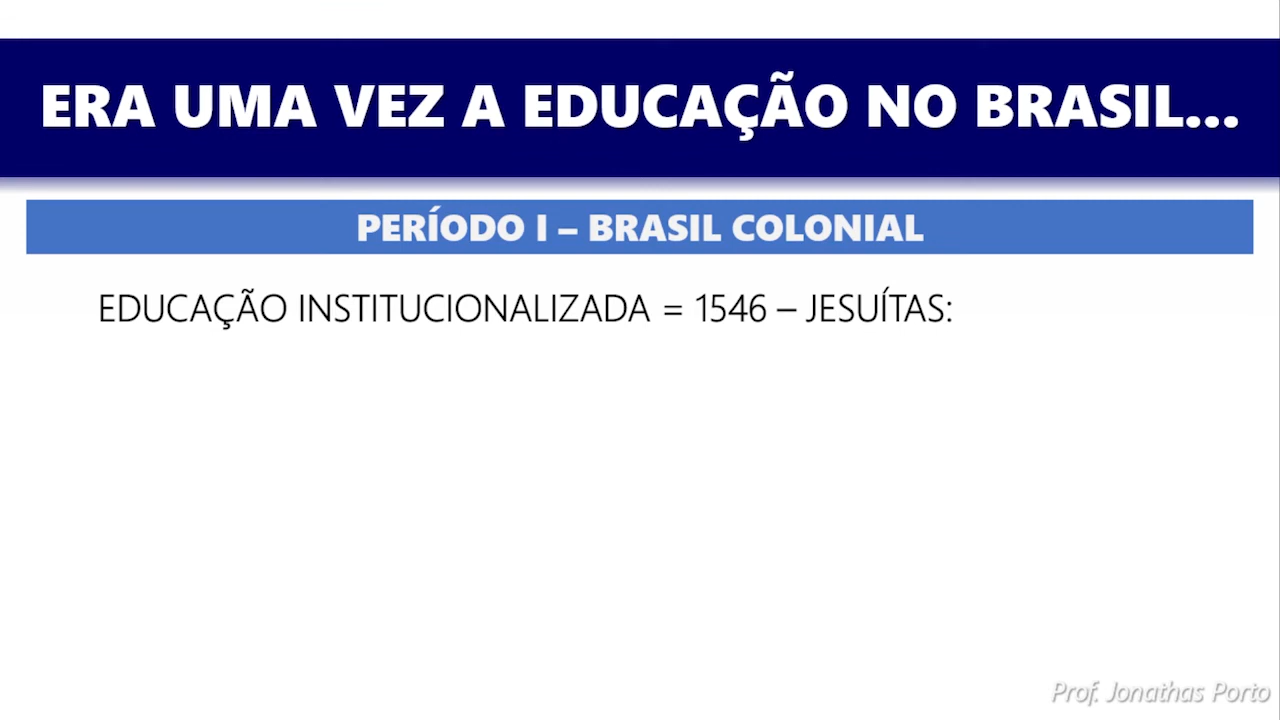 ERA UMA VEZ A EDUCAÇÃO NO BRASIL...
PERÍODO I – BRASIL COLONIAL
EDUCAÇÃO INSTITUCIONALIZADA = 1546 – JESUÍTAS:
Prof. Jonathas Porto